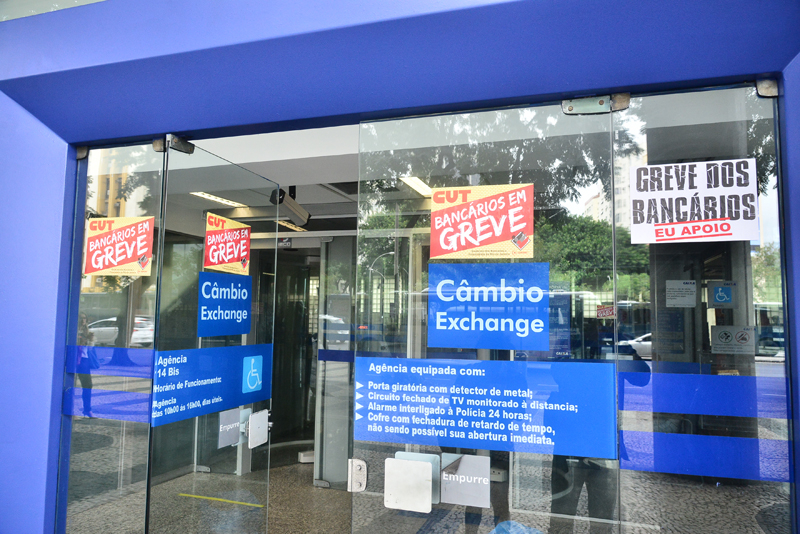 CUT
BANCÁRIOS EM
GREVE
CUT
BANCÁRIOS EM
GREVE
CUT
BANCÁRIOS EM
GREVE
GREVE DOS
BANCÁRIOS
EU APOIO
Câmbio
Exchange
Câmbio
Exchange
Agência
14 Bis
Horário de Funcionamento:
Agência
das 10h00 às 16h00, dias úteis.
Agência equipada com:
Porta giratória com detector de metal;
Circuito fechado de TV monitorado à distancia;
Alarme interligado à Polícia 24 horas;
Cofre com fechadura de retardo de tempo,
não sendo possível sua abertura imediata.
Empurre
Empurre